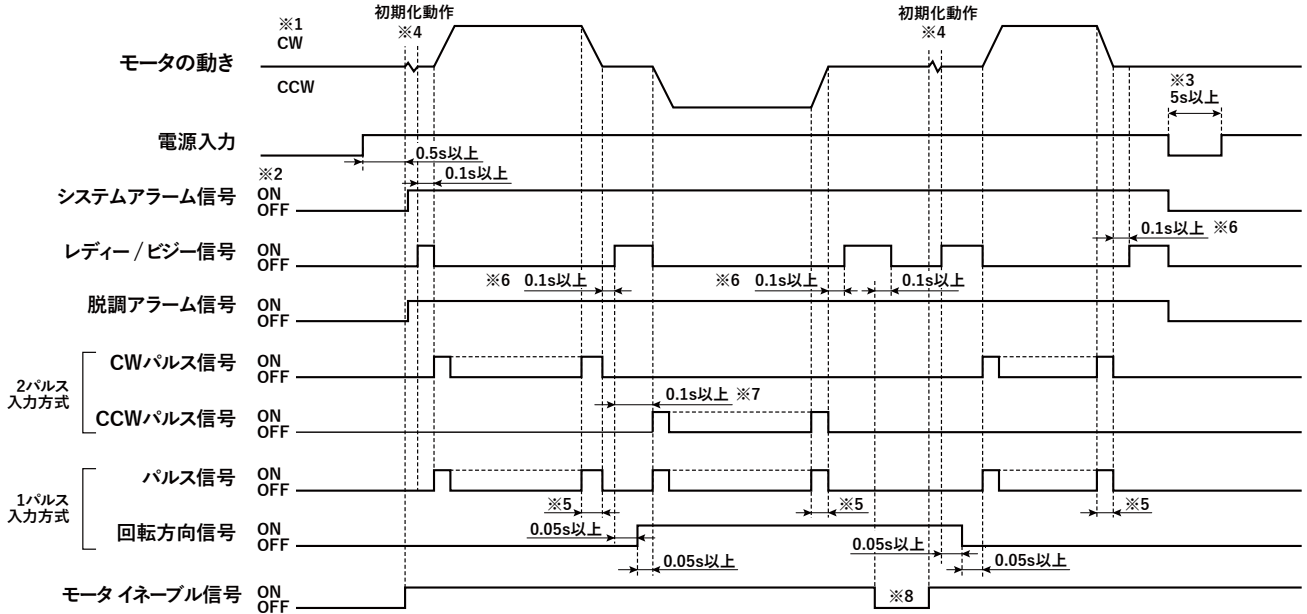 初期化動作
※4
初期化動作
※4
※1
CW
モータの動き
CCW
※3
5s以上
電源入力
0.5s以上
※2
0.1s以上
システムアラーム信号
ON
OFF
レディー / ビジー信号
ON
OFF
0.1s以上 ※6
※6 0.1s以上
※6 0.1s以上
0.1s以上
脱調アラーム信号
ON
OFF
2パルス
入力方式
CWパルス信号
ON
OFF
0.1s以上 ※7
CCWパルス信号
ON
OFF
1パルス
入力方式
パルス信号
ON
OFF
※5
※5
※5
回転方向信号
ON
OFF
0.05s以上
0.05s以上
0.05s以上
0.05s以上
モータ イネーブル信号
ON
OFF
※8